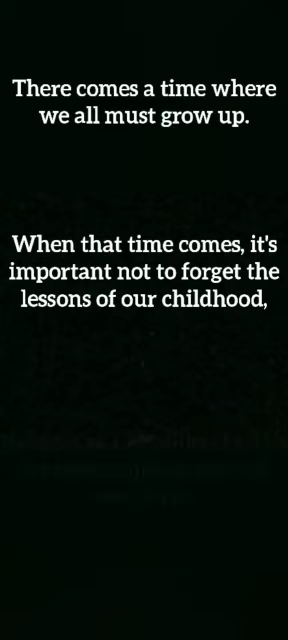 There comes a time where
we all must grow up.
When that time comes, it's
important not to forget the
lessons of our childhood,